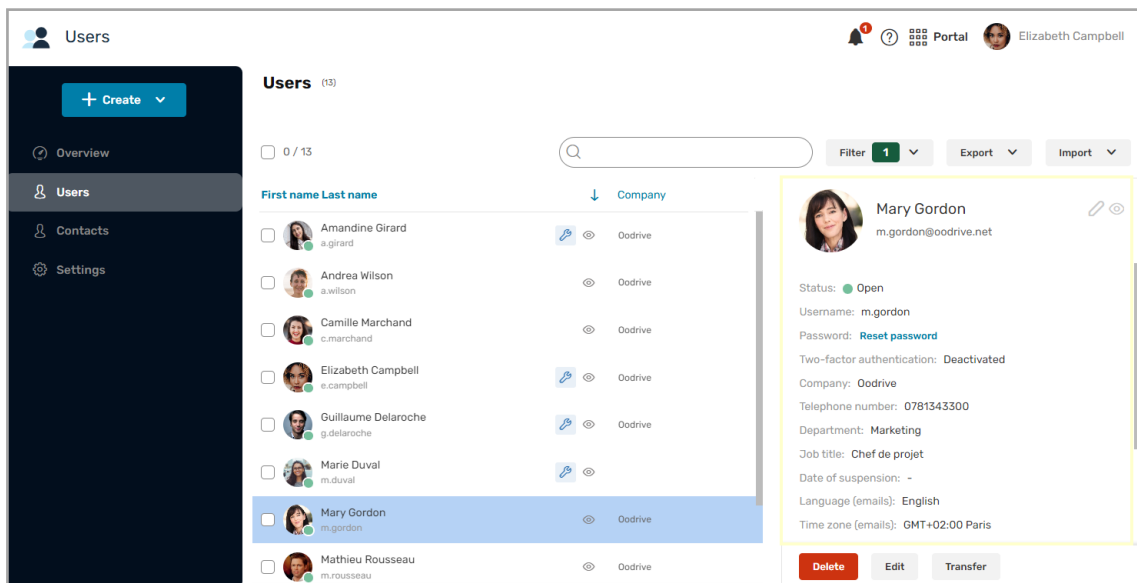 Users
1
Portal
Elizabeth Campbell
Create
Overview
Users
Contacts
Settings
Users (13)
0 / 13
Filter 1
Export
Import
First name Last name
Company
Amandine Girard
a.girard
Oodrive
Andrea Wilson
a.wilson
Oodrive
Camille Marchand
c.marchand
Oodrive
Elizabeth Campbell
e.campbell
Oodrive
Guillaume Delaroche
g.delaroche
Oodrive
Marie Duval
m.duval
Mary Gordon
m.gordon
Oodrive
Mathieu Rousseau
m.rousseau
Oodrive
Mary Gordon
m.gordon@oodrive.net
Status: Open
Username: m.gordon
Password: Reset password
Two-factor authentication: Deactivated
Company: Oodrive
Telephone number: 0781343300
Department: Marketing
Job title: Chef de projet
Date of suspension: -
Language (emails): English
Time zone (emails): GMT+02:00 Paris
Delete
Edit
Transfer